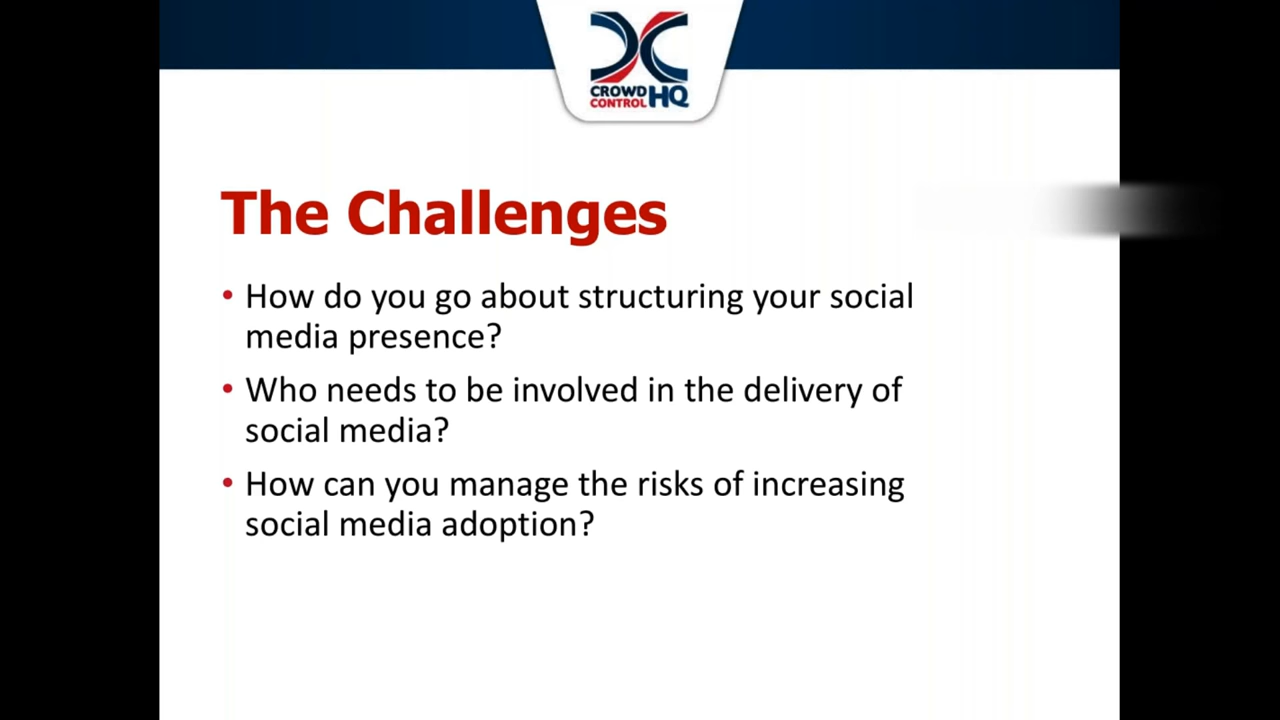 CROWD
CONTROL HQ
The Challenges
• How do you go about structuring your social
media presence?
• Who needs to be involved in the delivery of
social media?
• How can you manage the risks of increasing
social media adoption?